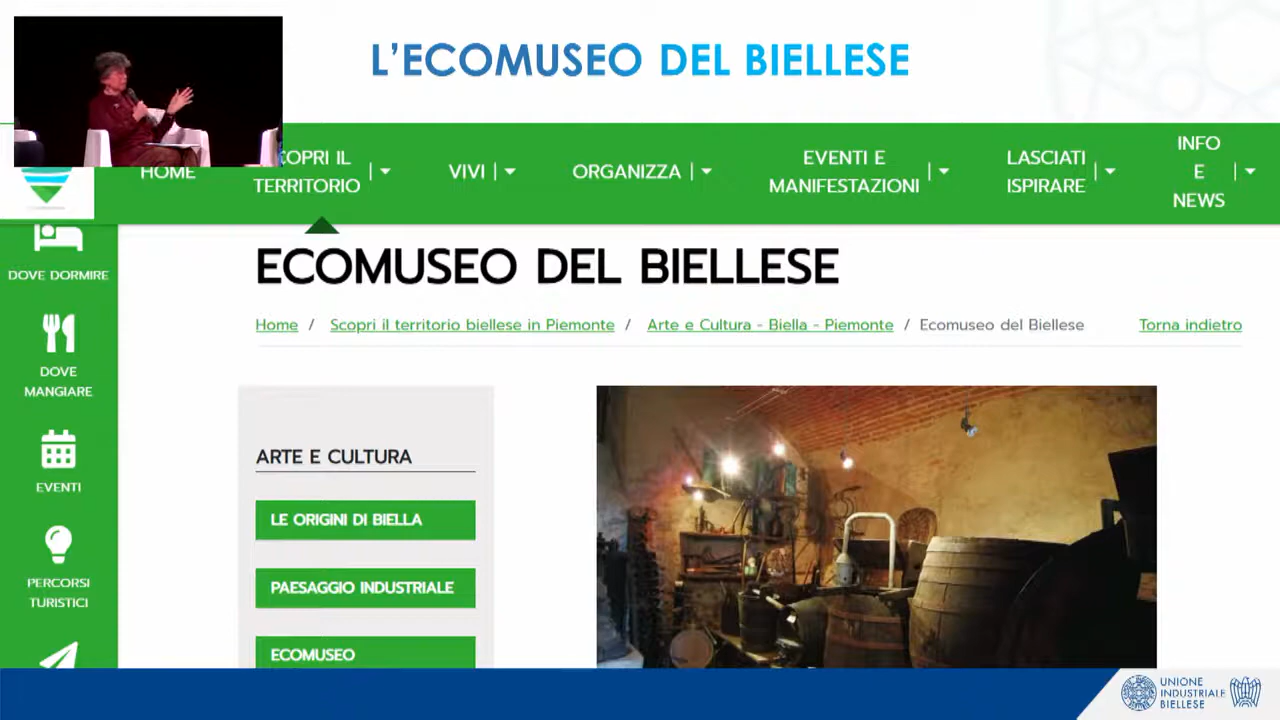 L'ECOMUSEO DEL BIELLESE
HOME
SCOPRI IL
TERRITORIO
VIVI
ORGANIZZA
EVENTI E
MANIFESTAZIONI
LASCIATI
ISPIRARE
INFO
E
NEWS
DOVE DORMIRE
DOVE
MANGIARE
EVENTI
PERCORSI
TURISTICI
ECOMUSEO DEL BIELLESE
Home / Scopri il territorio biellese in Piemonte / Arte e Cultura - Biella - Piemonte / Ecomuseo del Biellese
Torna indietro
ARTE E CULTURA
LE ORIGINI DI BIELLA
PAESAGGIO INDUSTRIALE
ECOMUSEO
UNIONE
INDUSTRIALE
BIELLESE